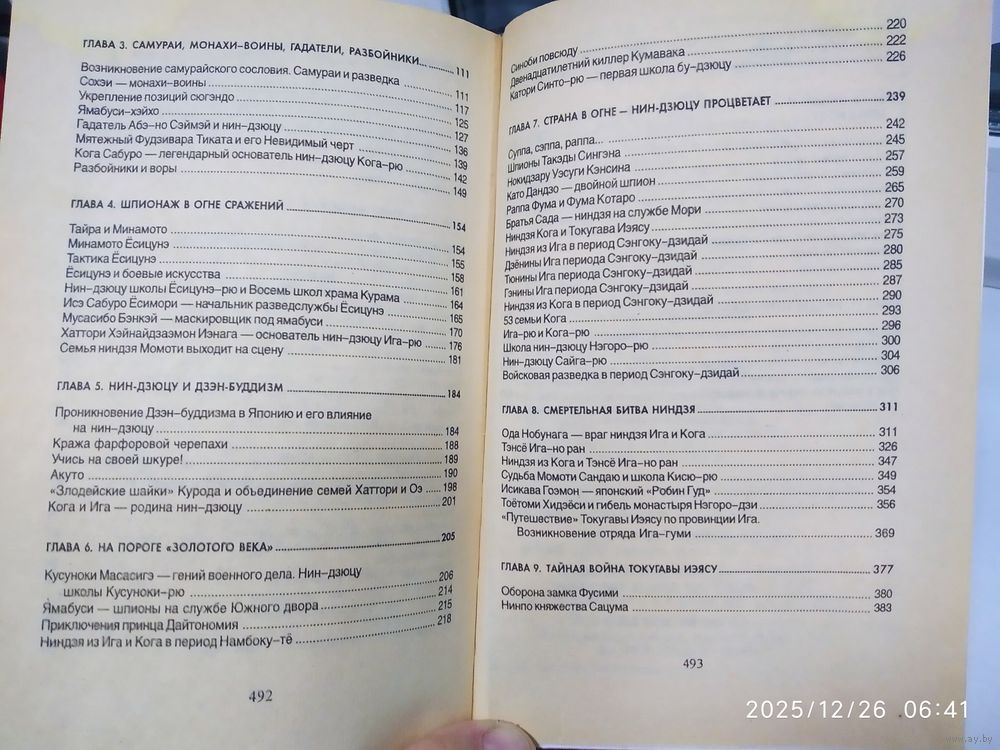 ГЛАВА 3. САМУРАИ, МОНАХИ–ВОИНЫ, ГАДАТЕЛИ, РАЗБОЙНИКИ... 111
Возникновение самурайского сословия. Самураи и разведка 111
Сохэи — монахи–воины 117
Укрепление позиций сюгэндо 125
Ямабуси–хэйхо 127
Гадатель Абэ–но Сэймэй и нин–дзюцу 136
Мятежный Фудзивара Тиката и его Невидимый черт 139
Кога Сабуро — легендарный основатель нин–дзюцу Кога–рю 142
Разбойники и воры 149
ГЛАВА 4. ШПИОНАЖ В ОГНЕ СРАЖЕНИЙ 154
Тайра и Минамото 154
Минамото Ёсицунэ 155
Тактика Ёсицунэ 158
Ёсицунэ и боевые искусства 161
Нин–дзюцу школы Ёсицунэ–рю и Восемь школ храма Курама 164
Исэ Сабуро Ёсимори — начальник разведслужбы Ёсицунэ 165
Мусасибо Бэнкэй — маскировщик под ямабуси 170
Хаттори Хэйнайдзаэмон Иэнага — основатель нин–дзюцу Ига–рю 176
Семья ниндзя Момоти выходит на сцену 181
ГЛАВА 5. НИН–ДЗЮЦУ И ДЗЭН–БУДДИЗМ 184
Проникновение Дзэн–буддизма в Японию и его влияние
на нин–дзюцу 184
Кража фарфоровой черепахи 188
Учись на своей шкуре! 189
Акуто 190
«Злодейские шайки» Курода и объединение семей Хаттори и Оэ 198
Кога и Ига — родина нин–дзюцу 201
ГЛАВА 6. НА ПОРОГЕ «ЗОЛОТОГО ВЕКА» 205
Кусуноки Масасигэ — гений военного дела. Нин–дзюцу
школы Кусуноки–рю 206
Ямабуси — шпионы на службе Южного двора 214
Приключения принца Дайтономия 215
Ниндзя из Ига и Кога в период Намбоку–тё 218
492
Синоби повсюду 220
Двенадцатилетний киллер Кумавака 222
Катори Синто–рю — первая школа бу–дзюцу 226
ГЛАВА 7. СТРАНА В ОГНЕ — НИН–ДЗЮЦУ ПРОЦВЕТАЕТ 239
Суппа, сэппа, раппа... 242
Шпионы Такэды Сингэна 245
Нокидзару Уэсуги Кэнсина 257
Като Дандзо — двойной шпион 259
Раппа Фума и Фума Котаро 265
Братья Сада — ниндзя на службе Мори 270
Ниндзя Кога и Токугава Иэясу 273
Ниндзя из Ига в период Сэнгоку–дзидай 275
Дзёнины Ига периода Сэнгоку–дзидай 280
Тюнины Ига периода Сэнгоку–дзидай 285
Гэнины Ига периода Сэнгоку–дзидай 287
Ниндзя из Кога в период Сэнгоку–дзидай 290
53 семьи Кога 293
Ига–рю и Кога–рю 296
Школа нин–дзюцу Нэгоро–рю 300
Нин–дзюцу Сайга–рю 304
Войсковая разведка в период Сэнгоку–дзидай 306
ГЛАВА 8. СМЕРТЕЛЬНАЯ БИТВА НИНДЗЯ 311
Ода Нобунага — враг ниндзя Ига и Кога 311
Тэнсё Ига–но ран 326
Ниндзя из Кога и Тэнсё Ига–но ран 347
Судьба Момоти Сандаю и школа Кисю–рю 349
Исикава Гоэмон — японский «Робин Гуд» 354
Тоётоми Хидэёси и гибель монастыря Нэгоро–дзи 356
«Путешествие» Токугавы Иэясу по провинции Ига.
Возникновение отряда Ига–гуми 369
ГЛАВА 9. ТАЙНАЯ ВОЙНА ТОКУГАВЫ ИЭЯСУ 377
Оборона замка Фусими 380
Нинпо княжества Сацума 383
493
2025/12/26 06:41
www.ay.by